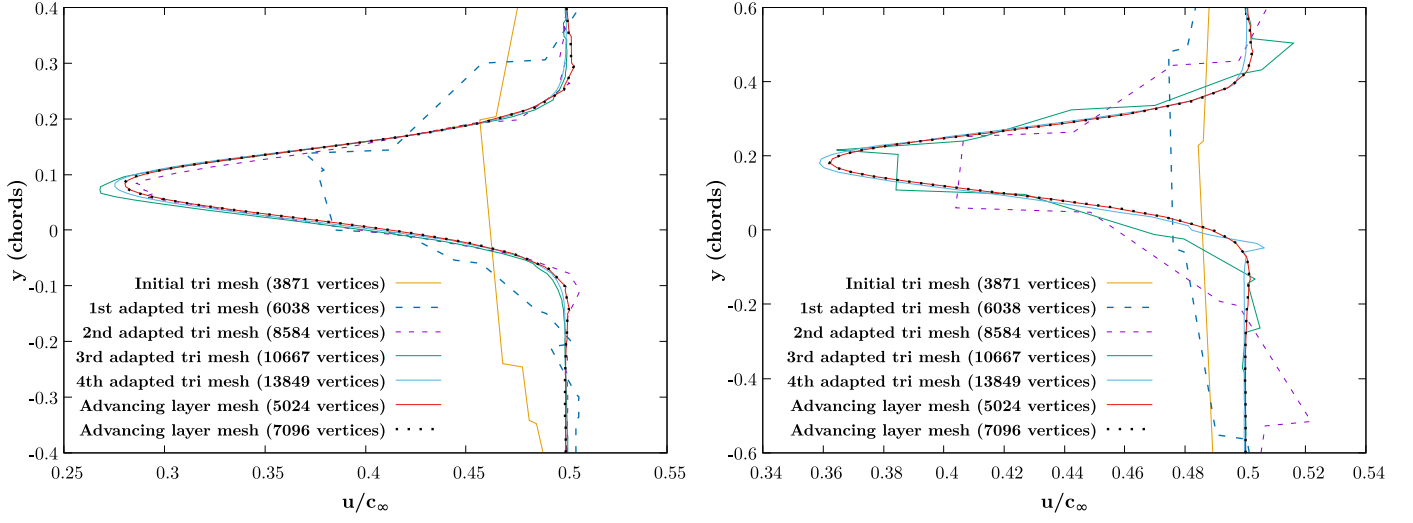 y (chords)
0.4
0.3
0.2
0.1
0
-0.1
-0.2
-0.3
-0.4
Initial tri mesh (3871 vertices)
1st adapted tri mesh (6038 vertices)
2nd adapted tri mesh (8584 vertices)
3rd adapted tri mesh (10667 vertices)
4th adapted tri mesh (13849 vertices)
Advancing layer mesh (5024 vertices)
Advancing layer mesh (7096 vertices)
0.25 0.3 0.35 0.4 0.45 0.5 0.55
u/c∞
y (chords)
0.6
0.4
0.2
0
-0.2
-0.4
-0.6
Initial tri mesh (3871 vertices)
1st adapted tri mesh (6038 vertices)
2nd adapted tri mesh (8584 vertices)
3rd adapted tri mesh (10667 vertices)
4th adapted tri mesh (13849 vertices)
Advancing layer mesh (5024 vertices)
Advancing layer mesh (7096 vertices)
0.34 0.36 0.38 0.4 0.42 0.44 0.46 0.48 0.5 0.52 0.54
u/c∞